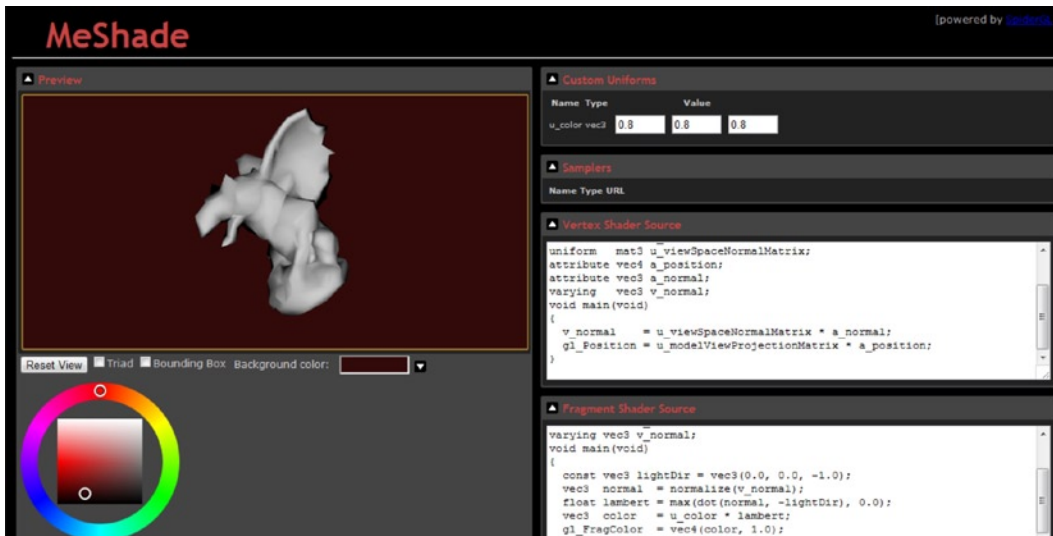 MeShade
[powered by SpiderGL
Preview
Reset View Triad Bounding Box Background color:
Custom Uniforms
Name Type Value
u_color vec3 0.8 0.8 0.8
Samplers
Name Type URL
Vertex Shader Source
uniform mat3 u_viewSpaceNormalMatrix;
attribute vec4 a_position;
attribute vec3 a_normal;
varying vec3 v_normal;
void main(void)
{
v_normal = u_viewSpaceNormalMatrix * a_normal;
gl_Position = u_modelViewProjectionMatrix * a_position;
}
Fragment Shader Source
varying vec3 v_normal;
void main(void)
{
const vec3 lightDir = vec3(0.0, 0.0, -1.0);
vec3 normal = normalize(v_normal);
float lambert = max(dot(normal, -lightDir), 0.0);
vec3 color = u_color * lambert;
gl_FragColor = vec4(color, 1.0);